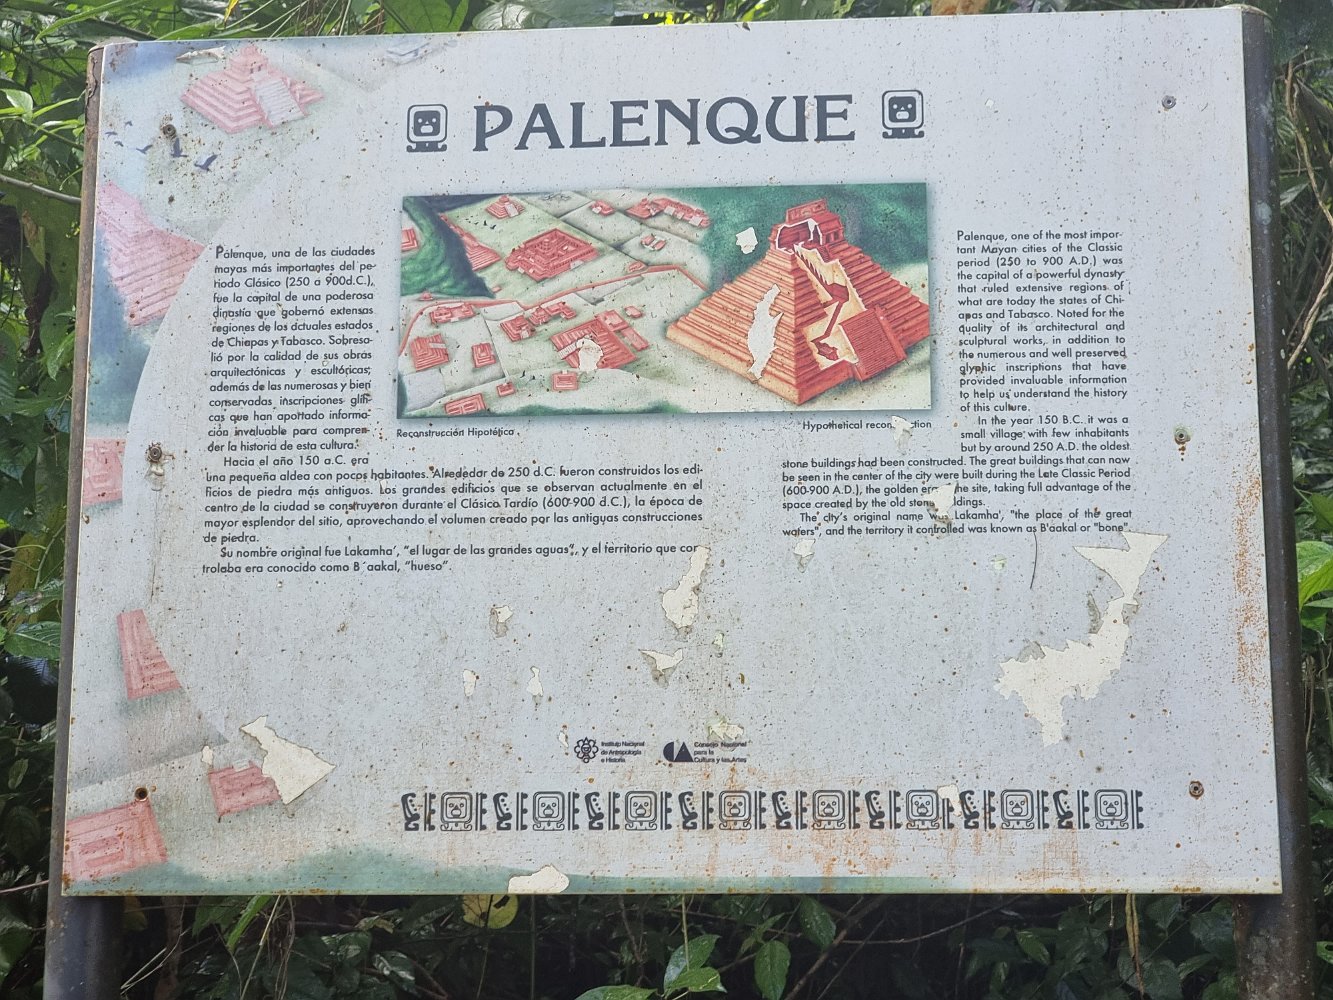 PALENQUE
Palenque, una de las ciudades
mayas más importantes del pe-
riodo Clásico (250 a 900d.C.),
fue la capital de una poderosa
dinastía que gobernó extensas
regiones de los actuales estados
de Chiapas y Tabasco. Sobresa-
lió por la calidad de sus obras
arquitectónicas y escultóricas,
además de las numerosas y bien
conservadas inscripciones glífi-
cas que han aportado informa-
ción invaluable para compren-
der la historia de esta cultura.
Hacia el año 150 a.C. era
una pequeña aldea con pocos habitantes. Alrededor de 250 d.C. fueron construidos los edi-
ficios de piedra más antiguos. Los grandes edificios que se observan actualmente en el
centro de la ciudad se construyeron durante el Clásico Tardío (600-900 d.C.), la época de
mayor esplendor del sitio, aprovechando el volumen creado por las antiguas construcciones
de piedra.
Su nombre original fue Lakamha', "el lugar de las grandes aguas", y el territorio que con
trolaba era conocido como B´aakal, "hueso".
Reconstrucción Hipotética
Hypothetical recon ction
Palenque, one of the most impor-
tant Mayan cities of the Classic
period (250 to 900 A.D.) was
the capital of a powerful dynasty
that ruled extensive regions of
what are today the states of Chi-
apas and Tabasco. Noted for the
quality of its architectural and
sculptural works, in addition to
the numerous and well preserved
glyphic inscriptions that have
provided invaluable information
to help us understand the history
of this culture.
In the year 150 B.C. it was a
small village with few inhabitants
but by around 250 A.D. the oldest
stone buildings had been constructed. The great buildings that can now
be seen in the center of the city were built during the Late Classic Period
(600-900 A.D.), the golden era the site, taking full advantage of the
space created by the old stone ldings.
The city's original name was Lakamha', "the place of the great
waters", and the territory it controlled was known as B'aakal or "bone".
Instituto Nacional
de Antropología
e Historia
Consejo Nacional
para la
Cultura y las Artes